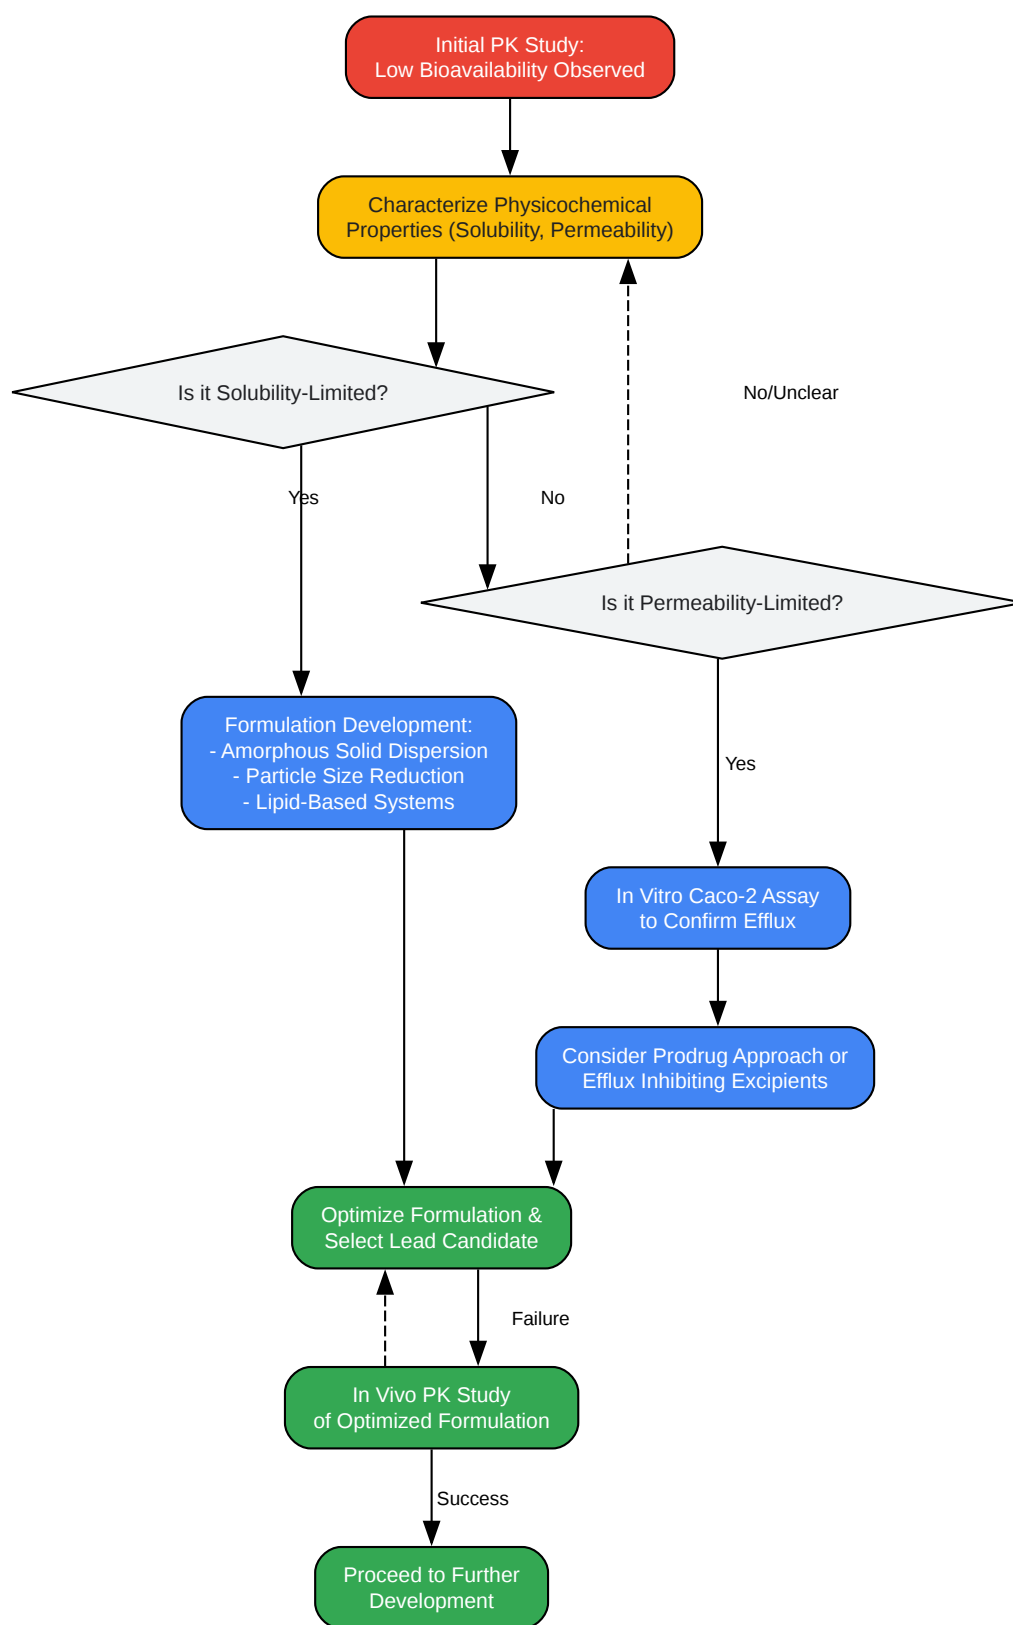 Initial PK Study:
Low Bioavailability Observed
Characterize Physicochemical
Properties (Solubility, Permeability)
Is it Solubility-Limited?
No/Unclear
Yes
No
Is it Permeability-Limited?
Formulation Development:
- Amorphous Solid Dispersion
- Particle Size Reduction
- Lipid-Based Systems
Yes
In Vitro Caco-2 Assay
to Confirm Efflux
Consider Prodrug Approach or
Efflux Inhibiting Excipients
Optimize Formulation &
Select Lead Candidate
Failure
In Vivo PK Study
of Optimized Formulation
Success
Proceed to Further
Development